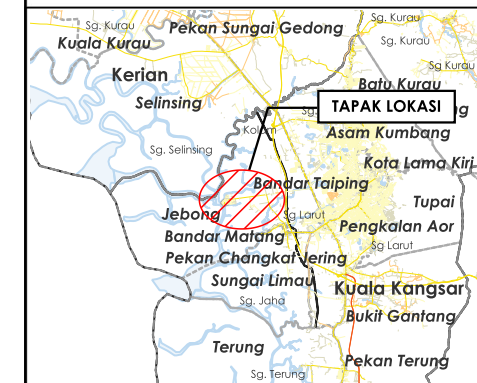 Sg. Kurau
Sg. Kurau
Pekan Sungai Gedong
Kuala Kurau
Sg. Kurau
Kerian
Sg Kurau
Batu Kurau
Selinsing
TAPAK LOKASI
Kolam
Asam Kumbang
Sg. Selinsing
Kota Lama Kiri
Bandar Taiping
Tupai
Jebong
Sg Larut
Pengkalan Aor
Bandar Matang
Sg Larut
Pekan Changkat Jering
Sungai Limau
Kuala Kangsar
Sg. Jaha
Bukit Gantang
Terung
Pekan Terung
Sg. Terung